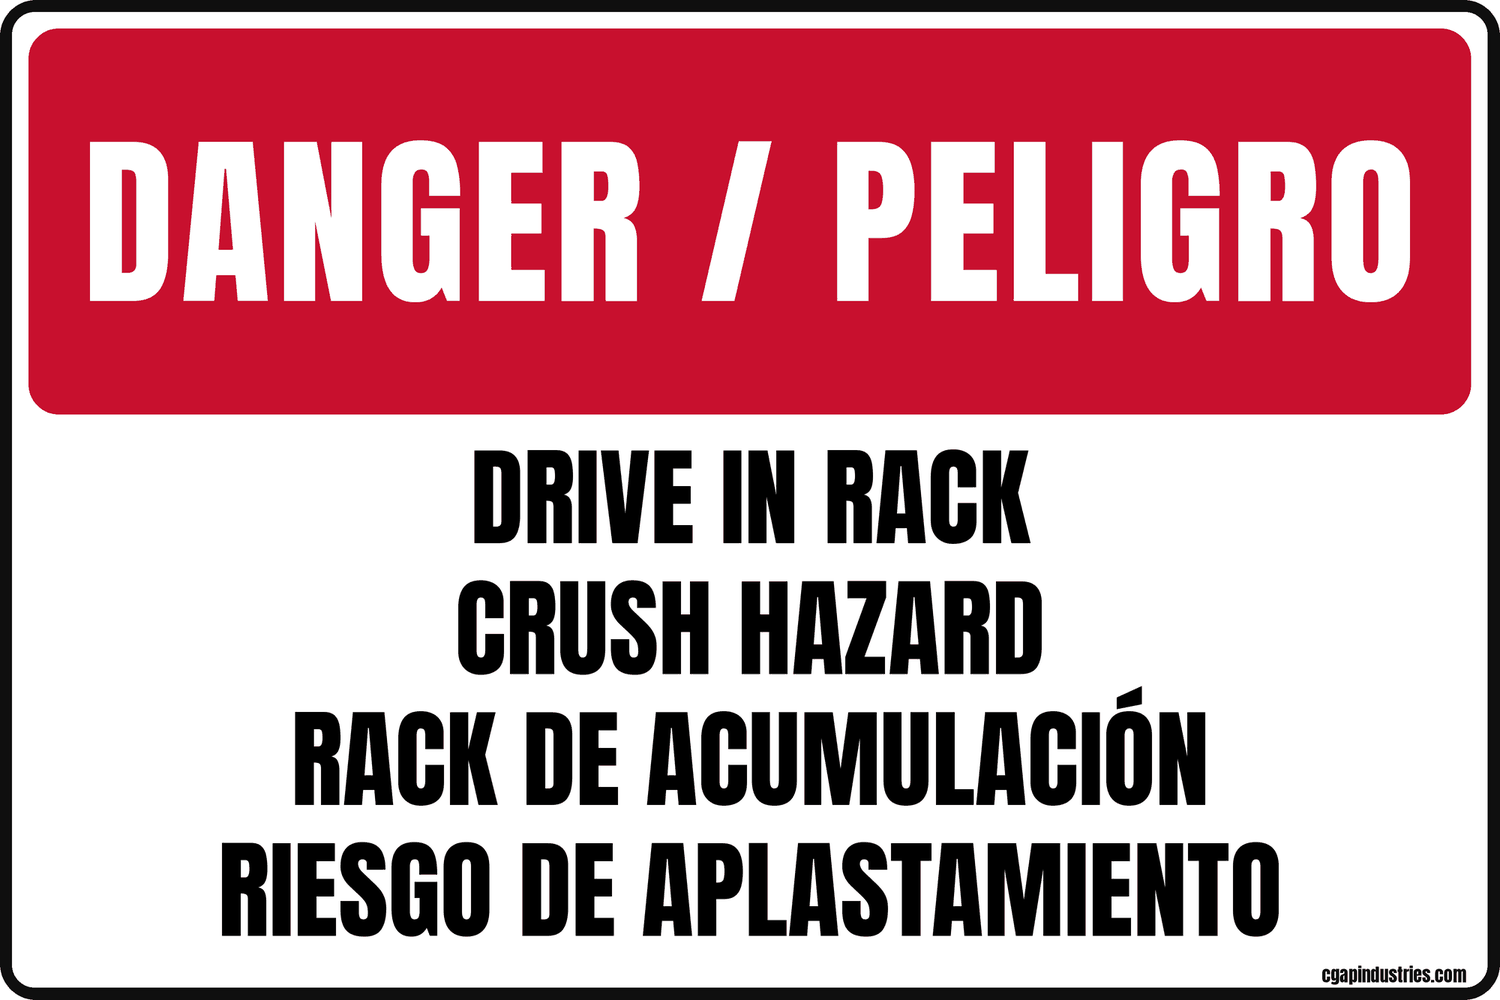 DANGER / PELIGRO
DRIVE IN RACK
CRUSH HAZARD
RACK DE ACUMULACIÓN
RIESGO DE APLASTAMIENTO
cgapindustries.com